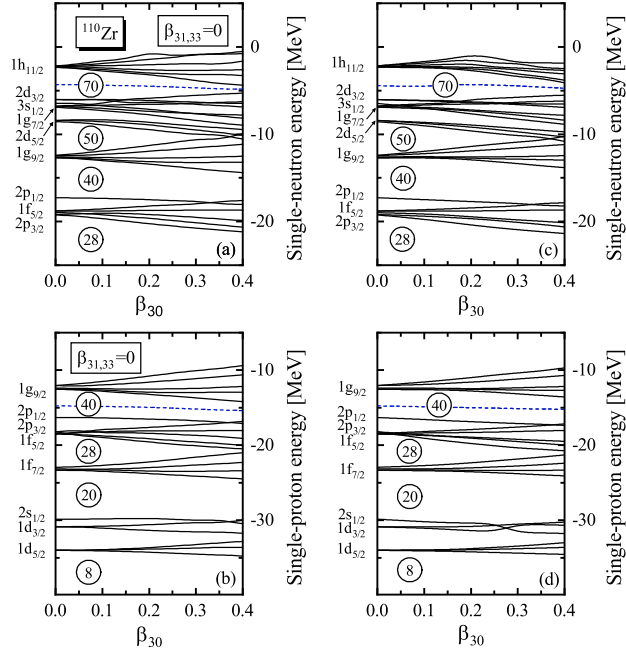 (a)
¹¹⁰Zr
β31,33=0
0
-10
-20
Single-neutron energy [MeV]
1h11/2
2d3/2
3s1/2
1g7/2
2d5/2
1g9/2
2p1/2
1f5/2
2p3/2
70
50
40
28
(a)
0.0 0.1 0.2 0.3 0.4
β30
(c)
0
-10
-20
Single-neutron energy [MeV]
1h11/2
2d3/2
3s1/2
1g7/2
2d5/2
1g9/2
2p1/2
1f5/2
2p3/2
70
50
40
28
(c)
0.0 0.1 0.2 0.3 0.4
β30
(b)
β31,33=0
-10
-20
-30
Single-proton energy [MeV]
1g9/2
2p1/2
2p3/2
1f5/2
1f7/2
2s1/2
1d3/2
1d5/2
40
28
20
8
(b)
0.0 0.1 0.2 0.3 0.4
β30
(d)
-10
-20
-30
Single-proton energy [MeV]
1g9/2
2p1/2
2p3/2
1f5/2
1f7/2
2s1/2
1d3/2
1d5/2
40
28
20
8
(d)
0.0 0.1 0.2 0.3 0.4
β30